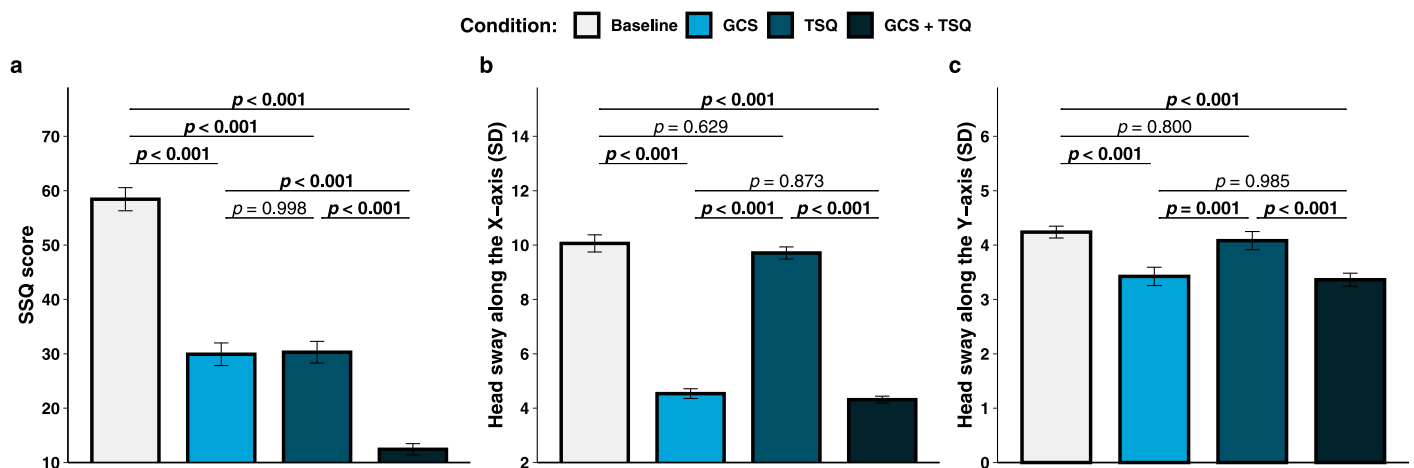 Condition: Baseline GCS TSQ GCS + TSQ
a
SSQ score
70
60
50
40
30
20
10
p < 0.001
p < 0.001
p < 0.001
p < 0.001
p = 0.998 p < 0.001
b
Head sway along the X-axis (SD)
14
12
10
8
6
4
2
p < 0.001
p = 0.629
p < 0.001
p = 0.873
p < 0.001 p < 0.001
c
Head sway along the Y-axis (SD)
6
5
4
3
2
1
0
p < 0.001
p = 0.800
p < 0.001
p = 0.985
p = 0.001 p < 0.001